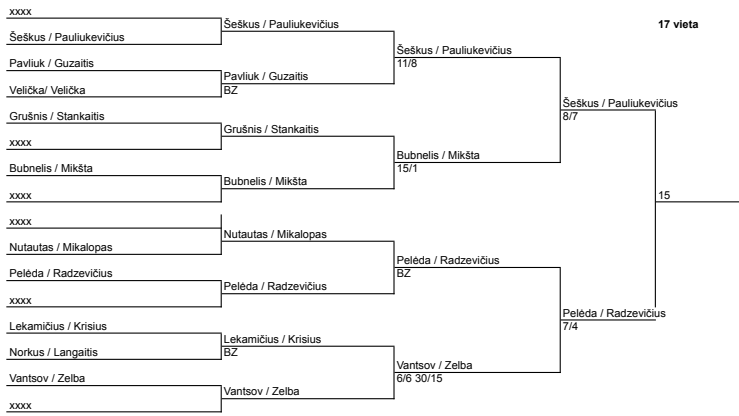 xxxx
Šeškus / Pauliukevičius
Pavliuk / Guzaitis
Velička/ Velička
Grušnis / Stankaitis
xxxx
Bubnelis / Mikšta
xxxx
xxxx
Nutautas / Mikalopas
Pelėda / Radzevičius
xxxx
Lekamičius / Krisius
Norkus / Langaitis
Vantsov / Zelba
xxxx
Šeškus / Pauliukevičius
Pavliuk / Guzaitis
BZ
Grušnis / Stankaitis
Bubnelis / Mikšta
Nutautas / Mikalopas
Pelėda / Radzevičius
Lekamičius / Krisius
BZ
Vantsov / Zelba
Šeškus / Pauliukevičius
11/8
Bubnelis / Mikšta
15/1
Pelėda / Radzevičius
BZ
Vantsov / Zelba
6/6 30/15
Šeškus / Pauliukevičius
8/7
Pelėda / Radzevičius
7/4
17 vieta
15